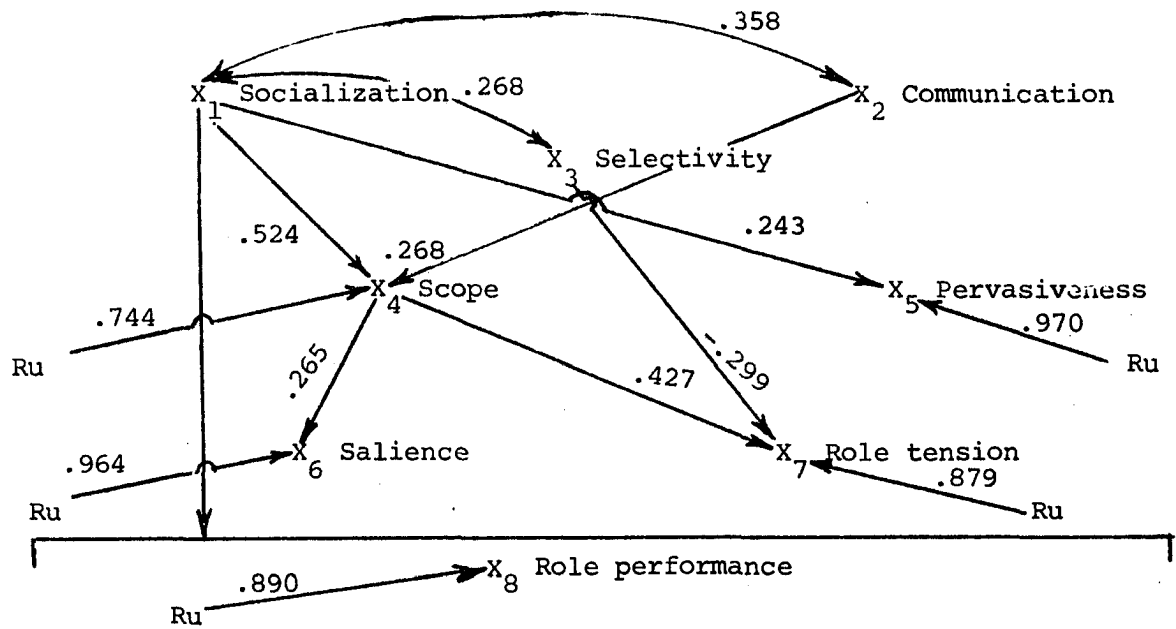 .358
X1 Socialization .268
X2 Communication
X3 Selectivity
.524
.268
.243
X4 Scope
X5 Pervasiveness
.744
.970
Ru
Ru
.265
.427
-.299
.964
X6 Salience
X7 Role tension
.879
Ru
Ru
X8 Role performance
.890
Ru